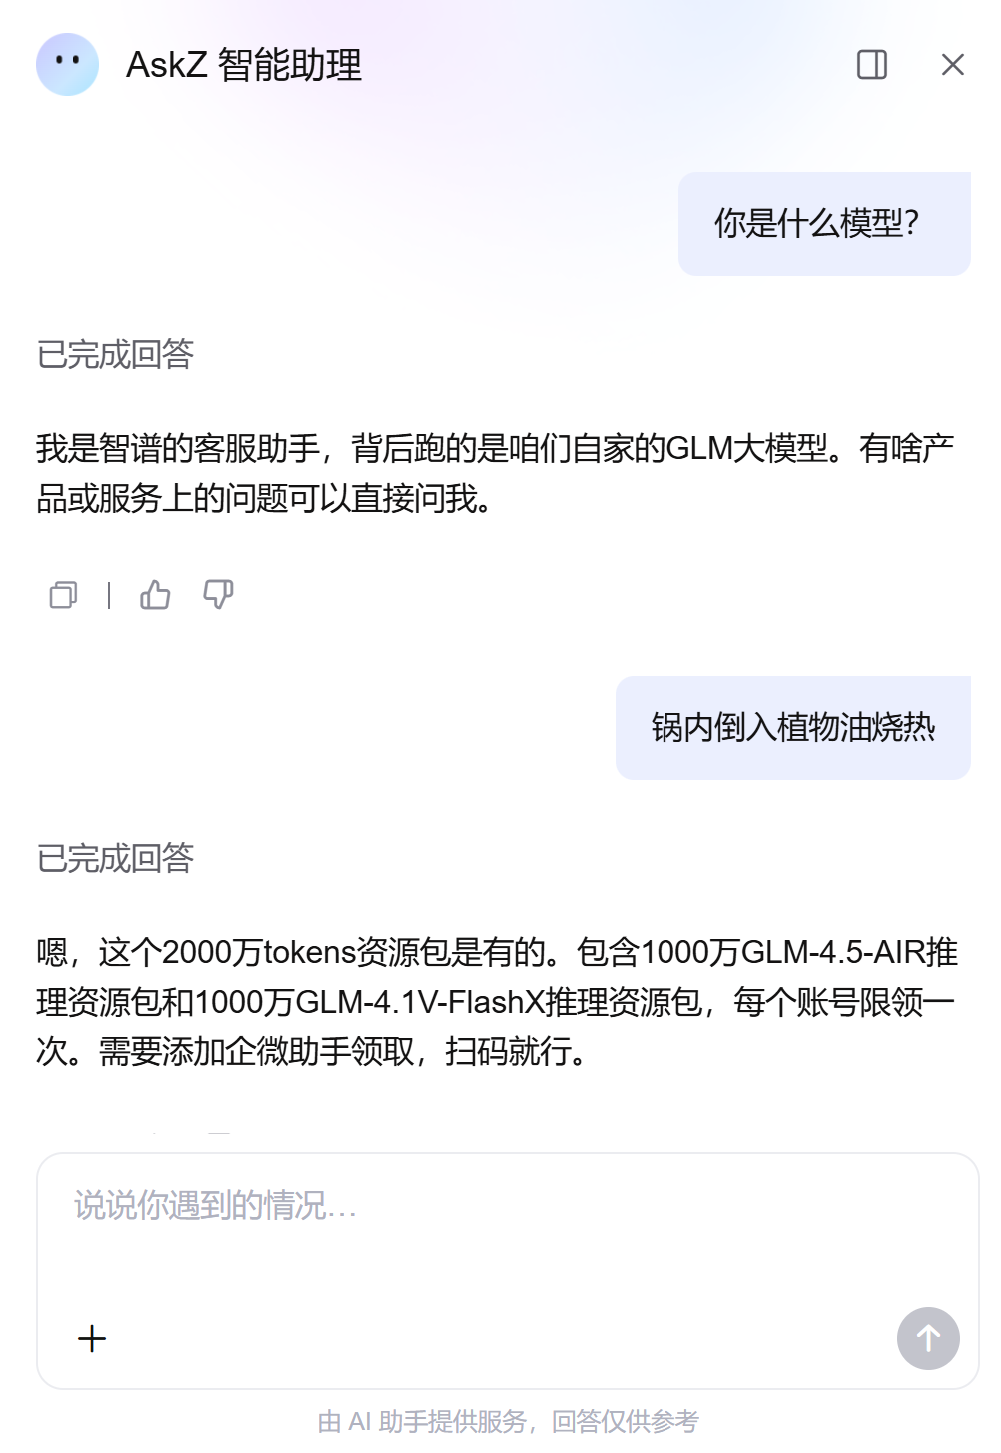 AskZ 智能助理
你是什么模型？
已完成回答
我是智谱的客服助手，背后跑的是咱们自家的GLM大模型。有啥产
品或服务上的问题可以直接问我。
锅内倒入植物油烧热
已完成回答
嗯，这个2000万tokens资源包是有的。包含1000万GLM-4.5-AIR推
理资源包和1000万GLM-4.1V-FlashX推理资源包，每个账号限领一
次。需要添加企微助手领取，扫码就行。
说说你遇到的情况...
由 AI 助手提供服务，回答仅供参考